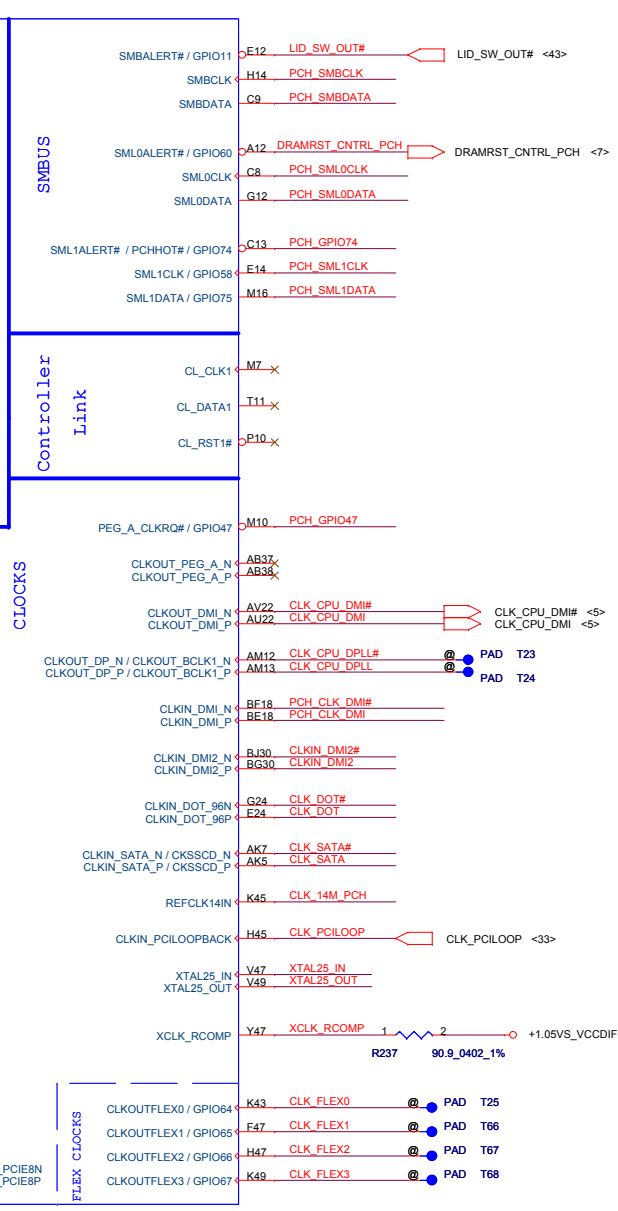 SMBUS
SMBALERT# / GPIO11 E12 LID_SW_OUT# LID_SW_OUT# <43>
SMBCLK H14 PCH_SMBCLK
SMBDATA C9 PCH_SMBDATA
SML0ALERT# / GPIO60 A12 DRAMRST_CNTRL_PCH DRAMRST_CNTRL_PCH <7>
SML0CLK C8 PCH_SML0CLK
SML0DATA G12 PCH_SML0DATA
SML1ALERT# / PCHHOT# / GPIO74 C13 PCH_GPIO74
SML1CLK / GPIO58 E14 PCH_SML1CLK
SML1DATA / GPIO75 M16 PCH_SML1DATA
Controller
Link
CL_CLK1 M7
CL_DATA1 T11
CL_RST1# P10
CLOCKS
PEG_A_CLKRQ# / GPIO47 M10 PCH_GPIO47
CLKOUT_PEG_A_N AB37
CLKOUT_PEG_A_P AB38
CLKOUT_DMI_N AV22 CLK_CPU_DMI# CLK_CPU_DMI# <5>
CLKOUT_DMI_P AU22 CLK_CPU_DMI CLK_CPU_DMI <5>
CLKOUT_DP_N / CLKOUT_BCLK1_N AM12 CLK_CPU_DPLL# @ PAD T23
CLKOUT_DP_P / CLKOUT_BCLK1_P AM13 CLK_CPU_DPLL @ PAD T24
CLKIN_DMI_N BF18 PCH_CLK_DMI#
CLKIN_DMI_P BE18 PCH_CLK_DMI
CLKIN_DMI2_N BJ30 CLKIN_DMI2#
CLKIN_DMI2_P BG30 CLKIN_DMI2
CLKIN_DOT_96N G24 CLK_DOT#
CLKIN_DOT_96P E24 CLK_DOT
CLKIN_SATA_N / CKSSCD_N AK7 CLK_SATA#
CLKIN_SATA_P / CKSSCD_P AK5 CLK_SATA
REFCLK14IN K45 CLK_14M_PCH
CLKIN_PCILOOPBACK H45 CLK_PCILOOP CLK_PCILOOP <33>
XTAL25_IN V47 XTAL25_IN
XTAL25_OUT V49 XTAL25_OUT
XCLK_RCOMP Y47 XCLK_RCOMP 1 2 +1.05VS_VCCDIF
R237 90.9_0402_1%
FLEX CLOCKS
CLKOUTFLEX0 / GPIO64 K43 CLK_FLEX0 @ PAD T25
CLKOUTFLEX1 / GPIO65 F47 CLK_FLEX1 @ PAD T66
CLKOUTFLEX2 / GPIO66 H47 CLK_FLEX2 @ PAD T67
CLKOUTFLEX3 / GPIO67 K49 CLK_FLEX3 @ PAD T68
_PCIE8N
_PCIE8P